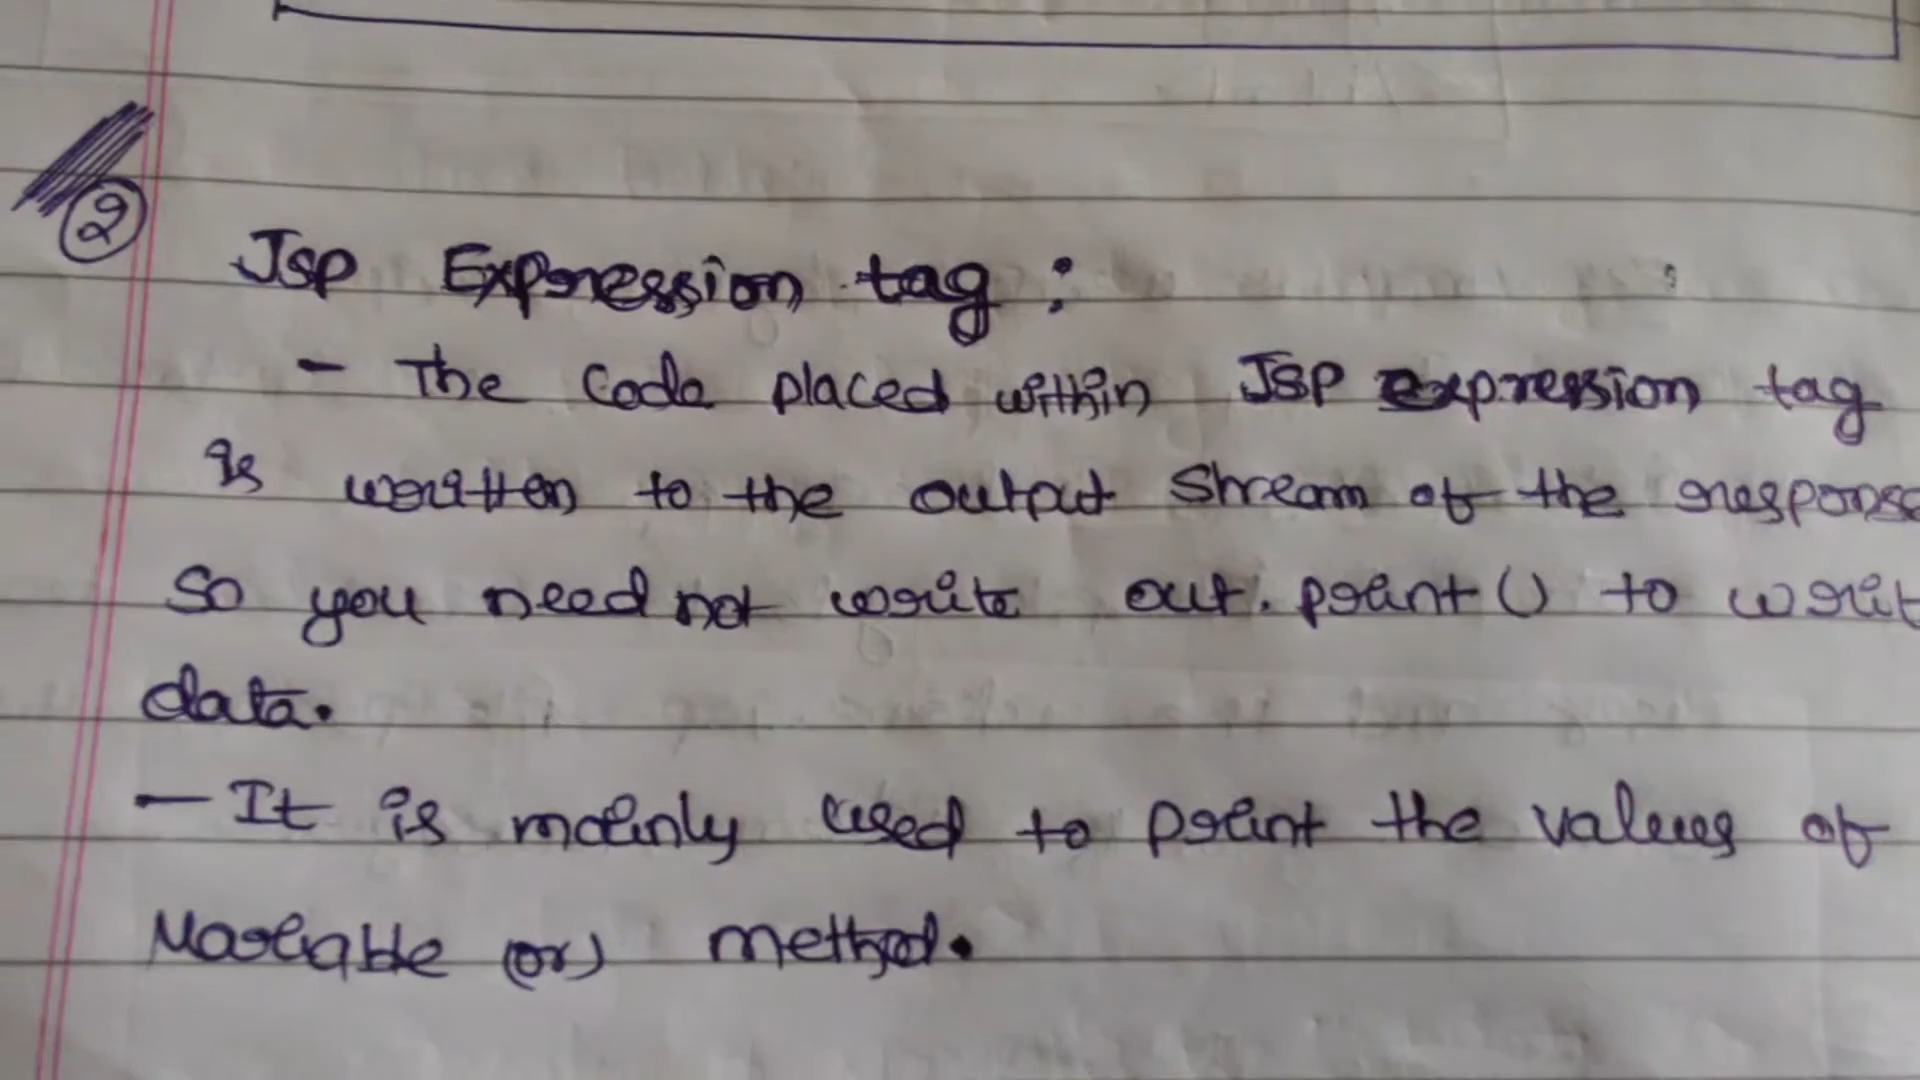 ②
Jsp Expression tag :
- The Code placed within JSP expression tag
is written to the output Stream of the response
So you need not write out.print() to writ
data.
- It is mainly used to print the values of
Variable (or) method.